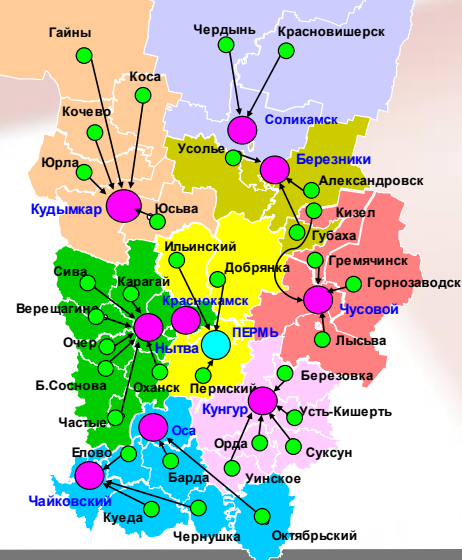 Гайны
Чердынь
Красновишерск
Коса
Кочево
Соликамск
Усолье
Березники
Юрла
Александровск
Кудымкар
Юсьва
Кизел
Губаха
Ильинский
Гремячинск
Сива
Карагай
Добрянка
Горнозаводск
Краснокамск
Верещагино
Чусовой
ПЕРМЬ
Очер
Нытва
Лысьва
Б.Соснова
Оханск
Пермский
Березовка
Кунгур
Усть-Кишерть
Частые
Оса
Орда
Суксун
Елово
Барда
Уинское
Чайковский
Куеда
Чернушка
Октябрьский